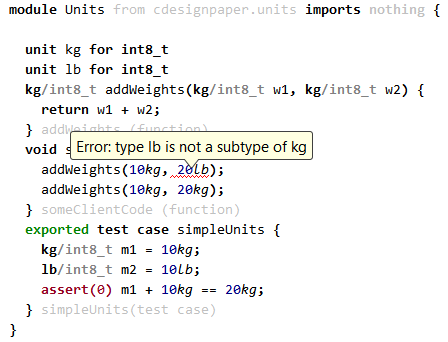 module Units from cdesignpaper.units imports nothing {
unit kg for int8_t
unit lb for int8_t
kg/int8_t addWeights(kg/int8_t w1, kg/int8_t w2) {
return w1 + w2;
} addWeights (function)
void s
Error: type lb is not a subtype of kg
addWeights(10kg, 20lb);
addWeights(10kg, 20kg);
} someClientCode (function)
exported test case simpleUnits {
kg/int8_t m1 = 10kg;
lb/int8_t m2 = 10lb;
assert(0) m1 + 10kg == 20kg;
} simpleUnits(test case)
}